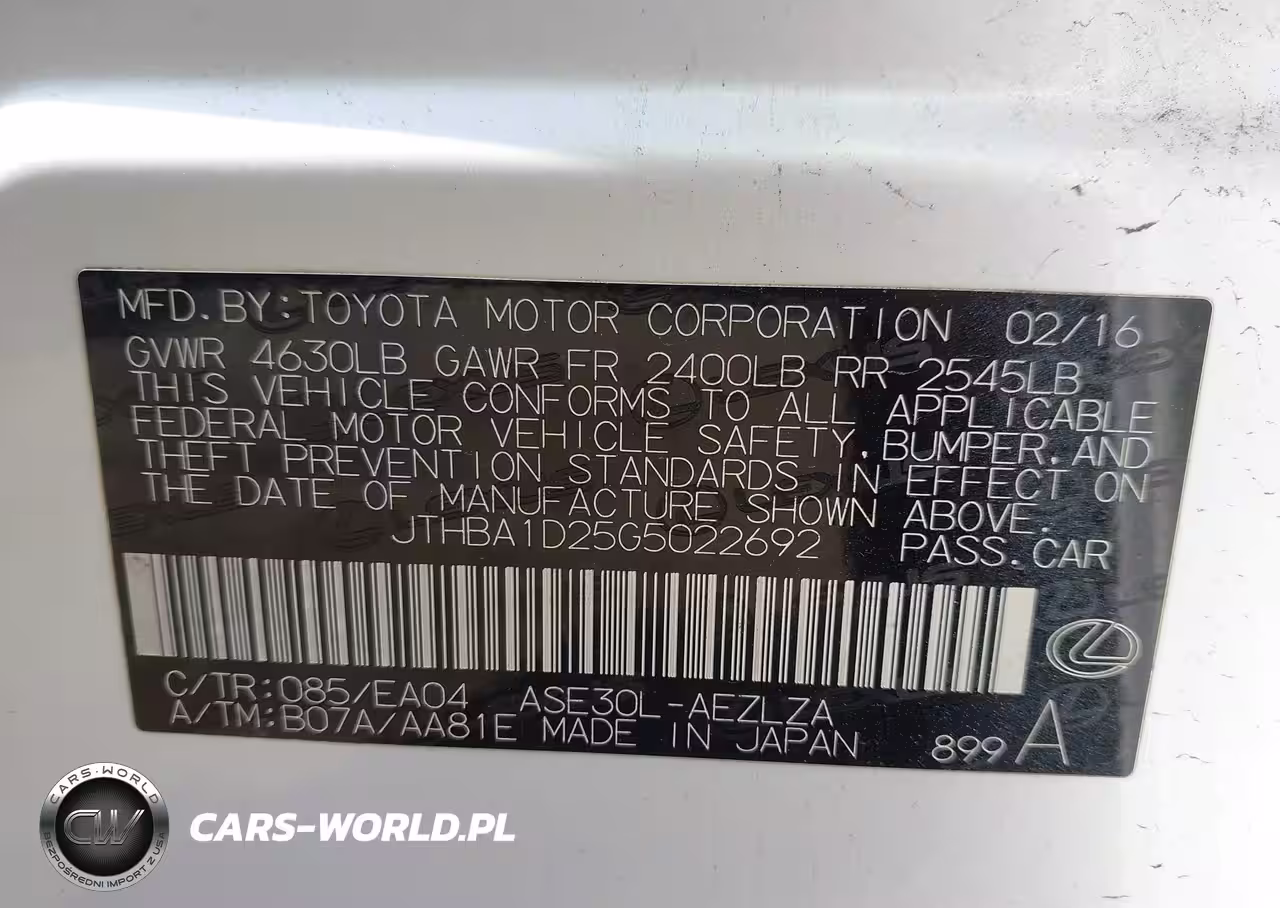 MFD. BY: TOYOTA MOTOR CORPORATION 02/16
GVWR 4630LB GAWR FR 2400LB RR 2545LB
THIS VEHICLE CONFORMS TO ALL APPLICABLE
FEDERAL MOTOR VEHICLE SAFETY, BUMPER, AND
THEFT PREVENTION STANDARDS IN EFFECT ON
THE DATE OF MANUFACTURE SHOWN ABOVE.
JTHBA1D25G5022692 PASS. CAR
C/TR: 085/EA04 ASE30L-AEZLZA
A/TM: B07A/AA81E MADE IN JAPAN 899 A
CARS-WORLD
CW
BEZPOŚREDNI IMPORT Z USA
CARS-WORLD.PL